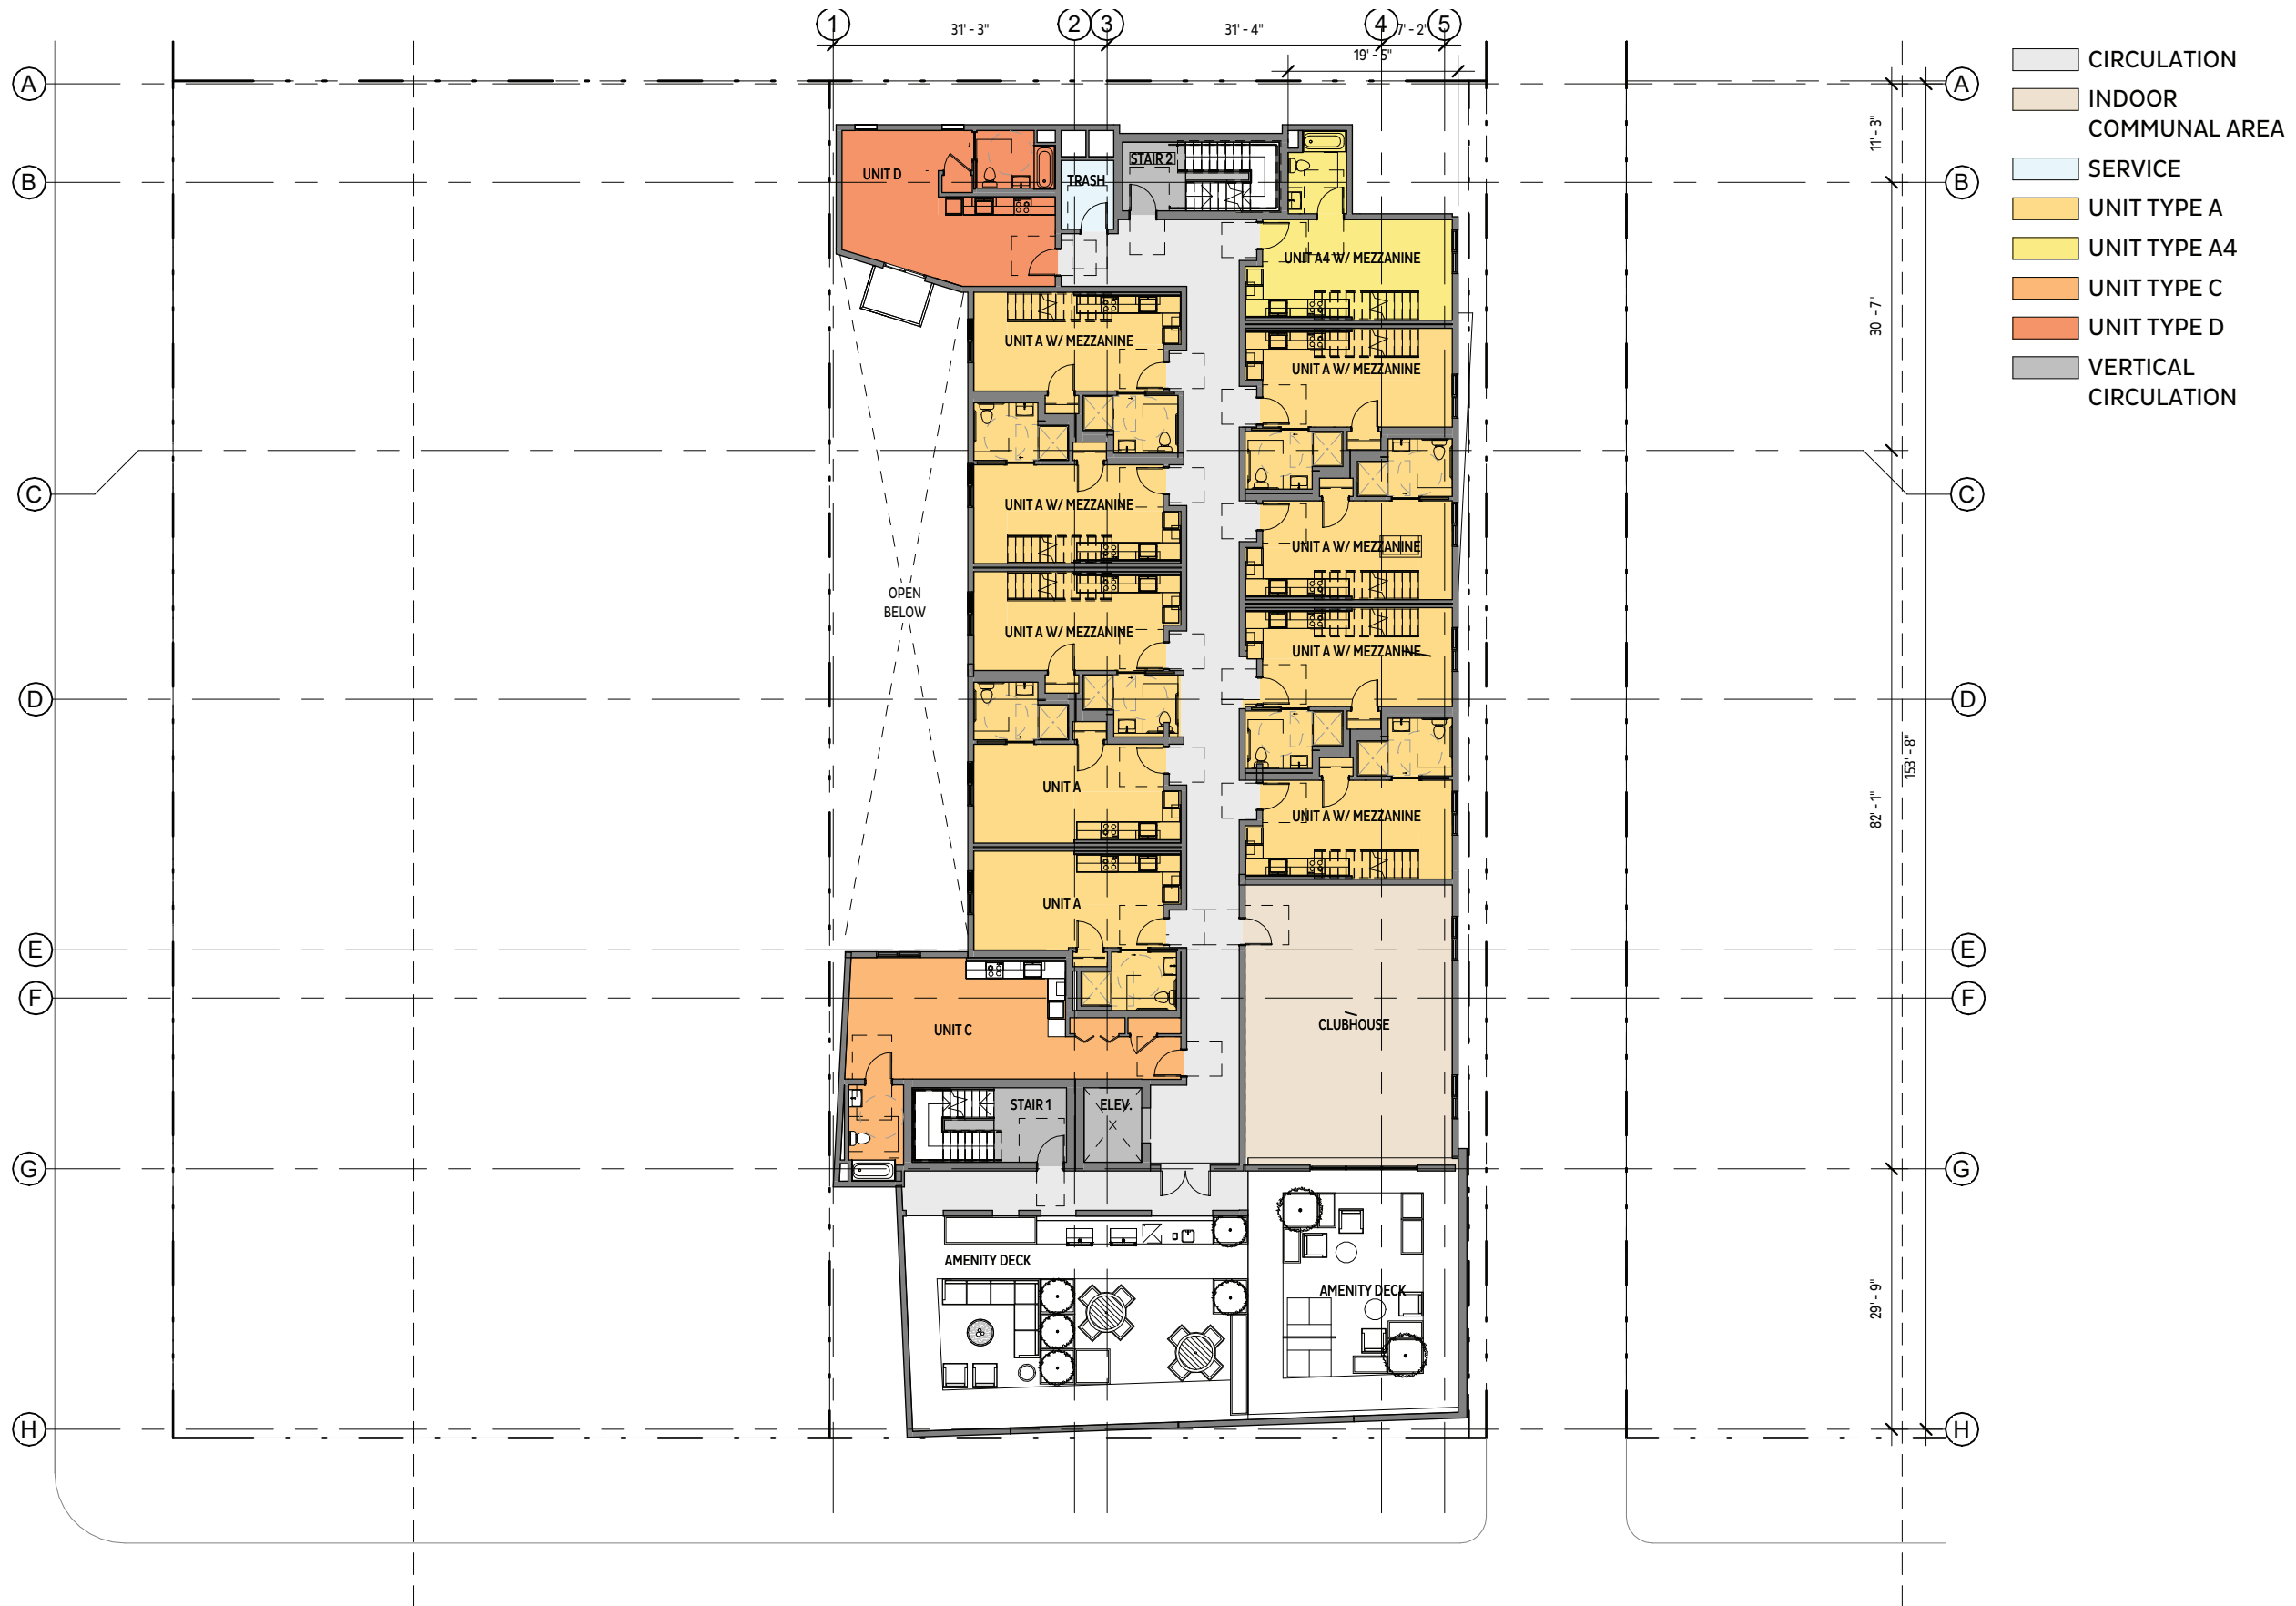 1
31' - 3"
2
3
31' - 4"
4
7' - 2"
5
19' - 5"
A
A
B
B
C
C
D
D
E
E
F
F
G
G
H
H
11' - 3"
30' - 7"
153' - 8"
82' - 1"
29' - 9"
CIRCULATION
INDOOR
COMMUNAL AREA
SERVICE
UNIT TYPE A
UNIT TYPE A4
UNIT TYPE C
UNIT TYPE D
VERTICAL
CIRCULATION
UNIT D
TRASH
STAIR 2
UNIT A4 W/ MEZZANINE
UNIT A W/ MEZZANINE
UNIT A W/ MEZZANINE
UNIT A W/ MEZZANINE
UNIT A W/ MEZZANINE
OPEN
BELOW
UNIT A W/ MEZZANINE
UNIT A W/ MEZZANINE
UNIT A
UNIT A W/ MEZZANINE
UNIT A
UNIT C
CLUBHOUSE
STAIR 1
ELEV.
AMENITY DECK
AMENITY DECK